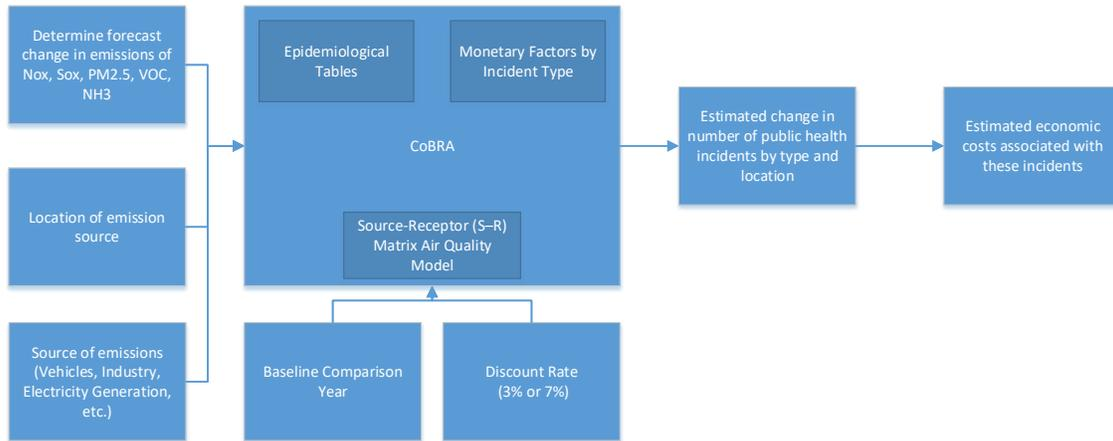 Determine forecast
change in emissions of
Nox, Sox, PM2.5, VOC,
NH3
Location of emission
source
Source of emissions
(Vehicles, Industry,
Electricity Generation,
etc.)
Epidemiological
Tables
Monetary Factors by
Incident Type
CoBRA
Source-Receptor (S–R)
Matrix Air Quality
Model
Baseline Comparison
Year
Discount Rate
(3% or 7%)
Estimated change in
number of public health
incidents by type and
location
Estimated economic
costs associated with
these incidents